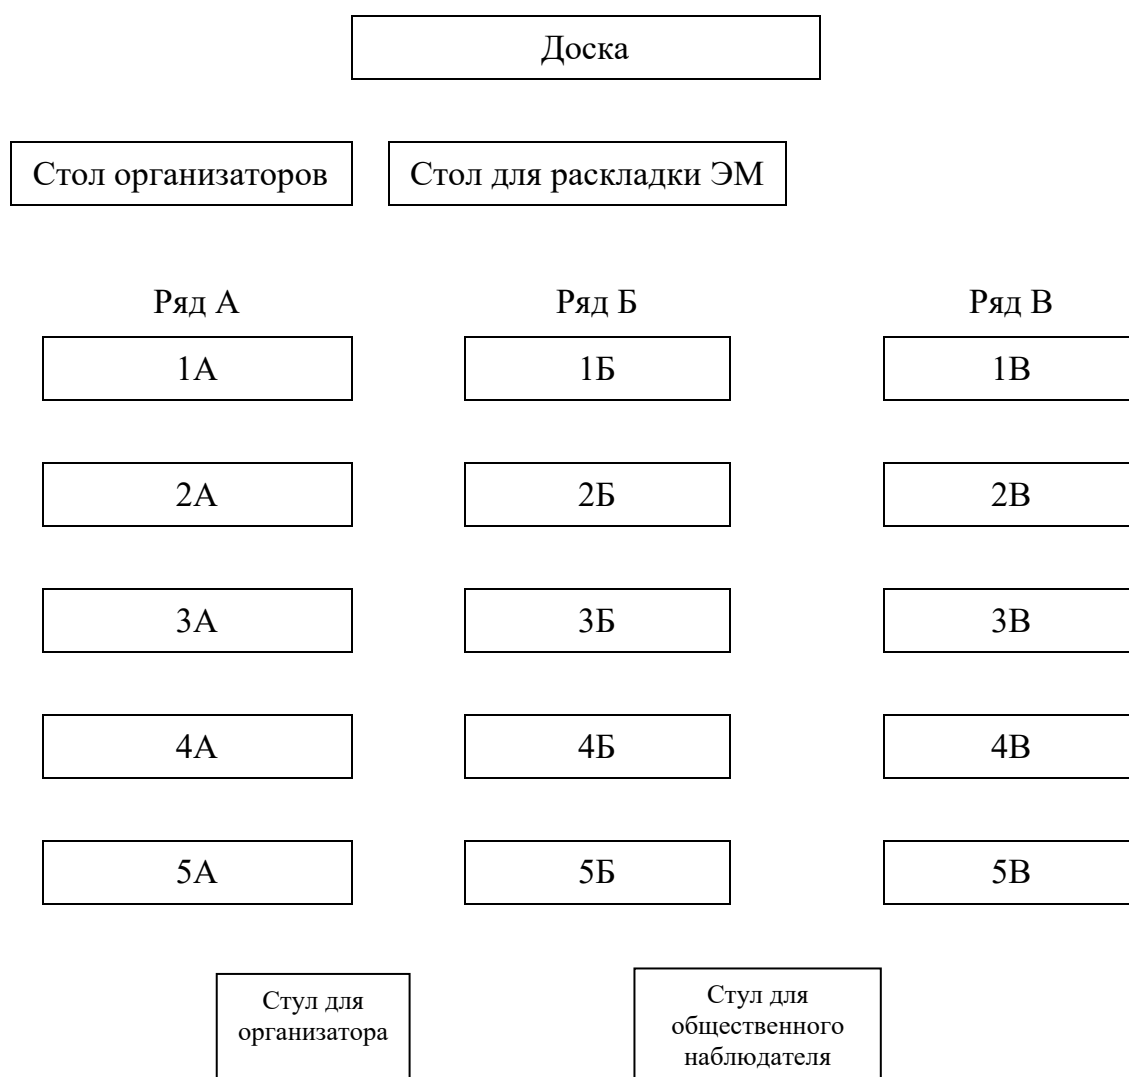 Доска
Стол организаторов
Стол для раскладки ЭМ
Ряд А
Ряд Б
Ряд В
1А
1Б
1В
2А
2Б
2В
3А
3Б
3В
4А
4Б
4В
5А
5Б
5В
Стул для
организатора
Стул для
общественного
наблюдателя